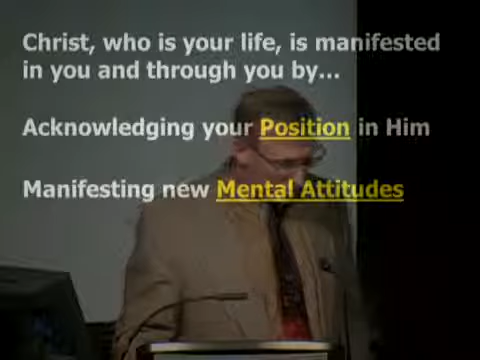 Christ, who is your life, is manifested
in you and through you by...
Acknowledging your Position in Him
Manifesting new Mental Attitudes